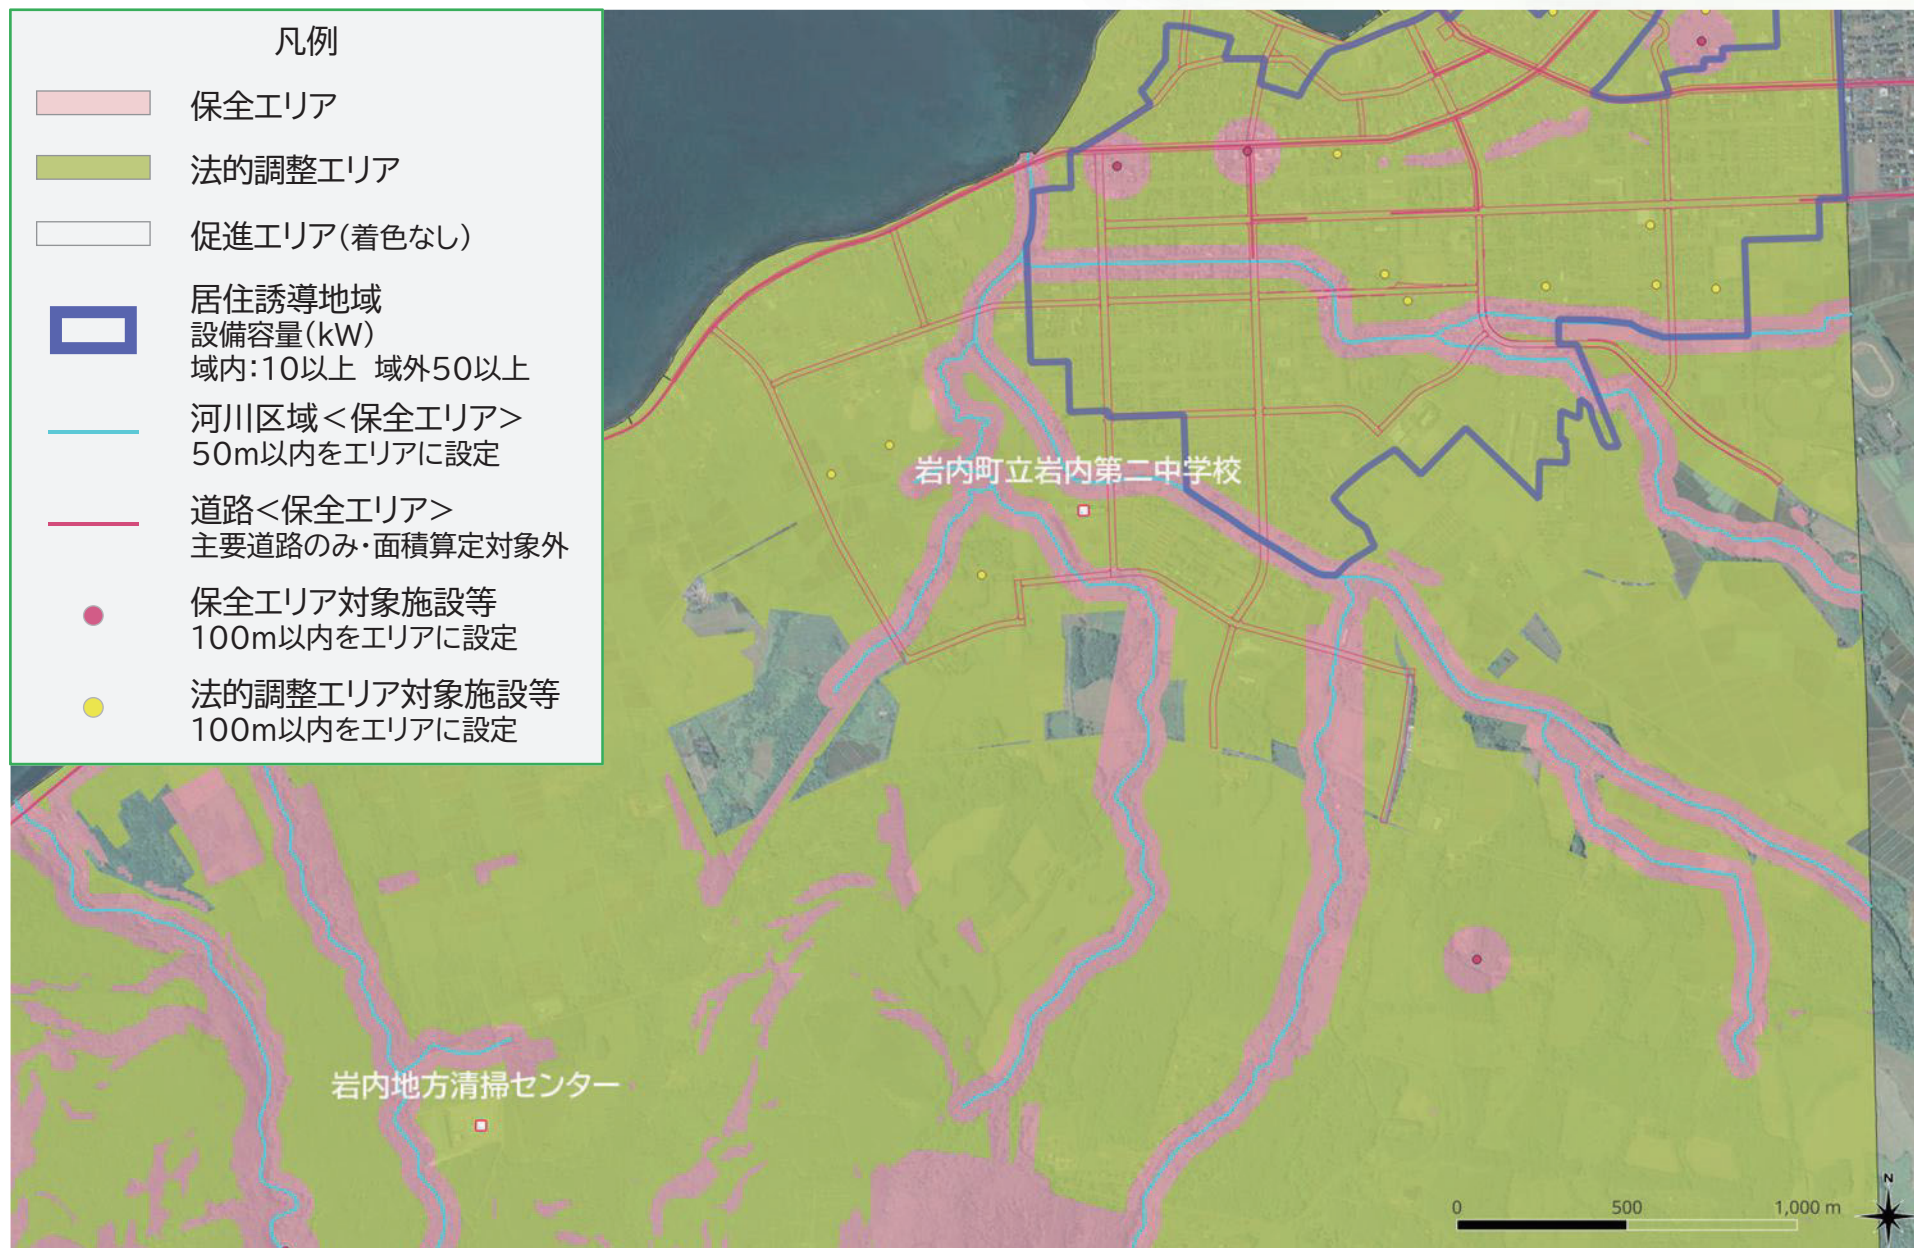 凡例
保全エリア
法的調整エリア
促進エリア(着色なし)
居住誘導地域
設備容量(kW)
域内:10以上 域外50以上
河川区域<保全エリア>
50m以内をエリアに設定
道路<保全エリア>
主要道路のみ・面積算定対象外
保全エリア対象施設等
100m以内をエリアに設定
法的調整エリア対象施設等
100m以内をエリアに設定
岩内町立岩内第二中学校
岩内地方清掃センター
0 500 1,000 m
N